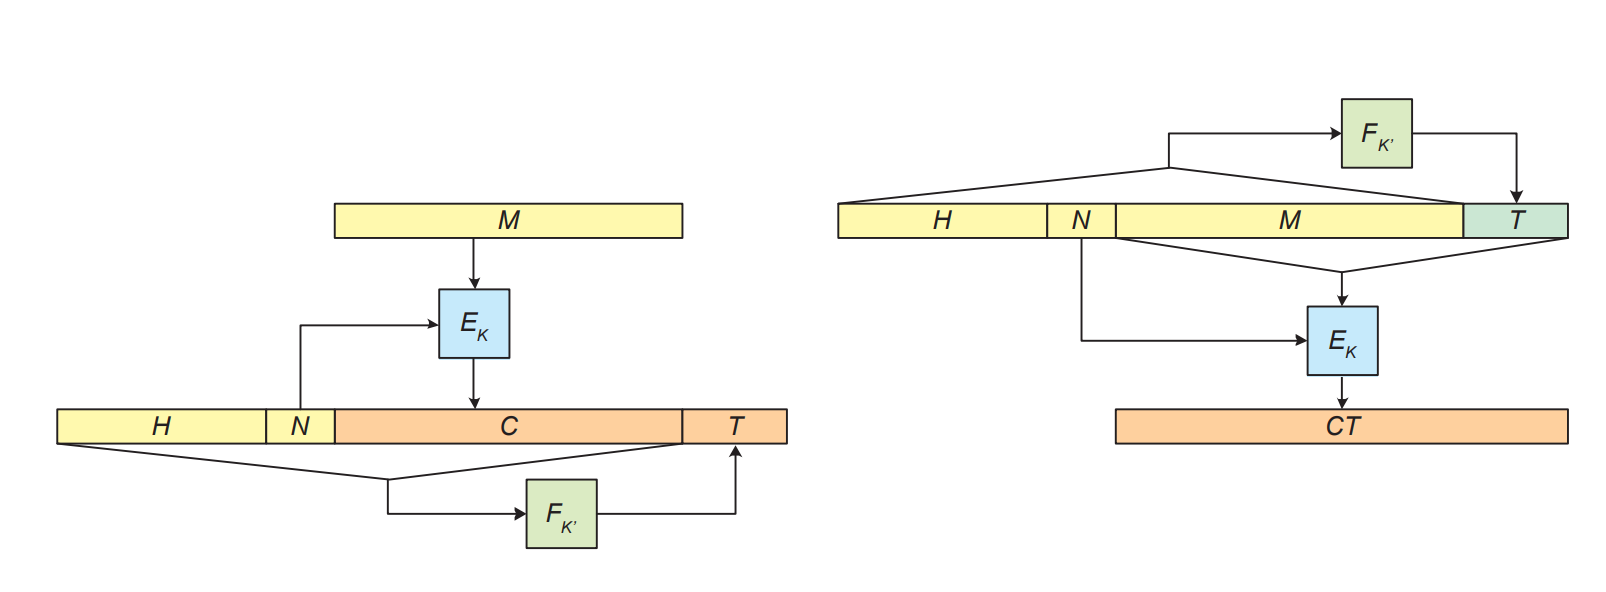 M
E_K
H N C T
F_K'
F_K'
H N M T
E_K
CT